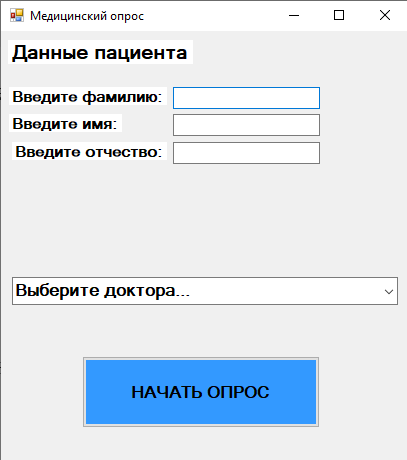 Медицинский опрос
Данные пациента
Введите фамилию:
Введите имя:
Введите отчество:
Выберите доктора...
НАЧАТЬ ОПРОС